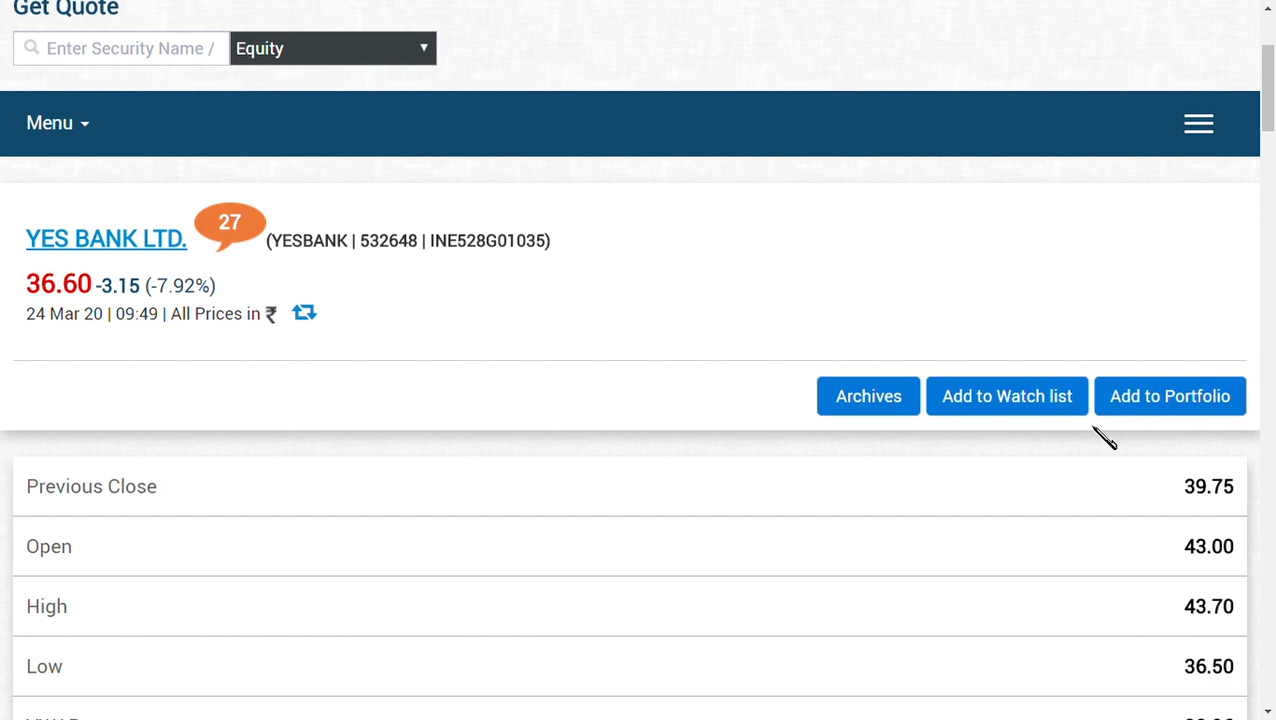 Get Quote
Enter Security Name /
Equity
Menu
YES BANK LTD. 27 (YESBANK | 532648 | INE528G01035)
36.60 -3.15 (-7.92%)
24 Mar 20 | 09:49 | All Prices in ₹
Archives Add to Watch list Add to Portfolio
Previous Close 39.75
Open 43.00
High 43.70
Low 36.50